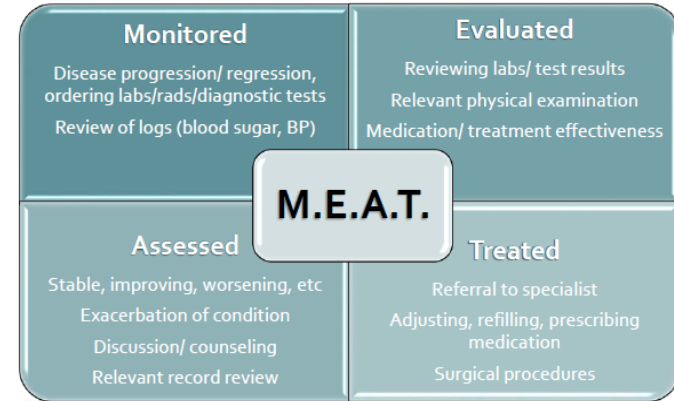 Monitored
Disease progression/ regression,
ordering labs/rads/diagnostic tests
Review of logs (blood sugar, BP)
Evaluated
Reviewing labs/ test results
Relevant physical examination
Medication/ treatment effectiveness
M.E.A.T.
Assessed
Stable, improving, worsening, etc
Exacerbation of condition
Discussion/ counseling
Relevant record review
Treated
Referral to specialist
Adjusting, refilling, prescribing
medication
Surgical procedures